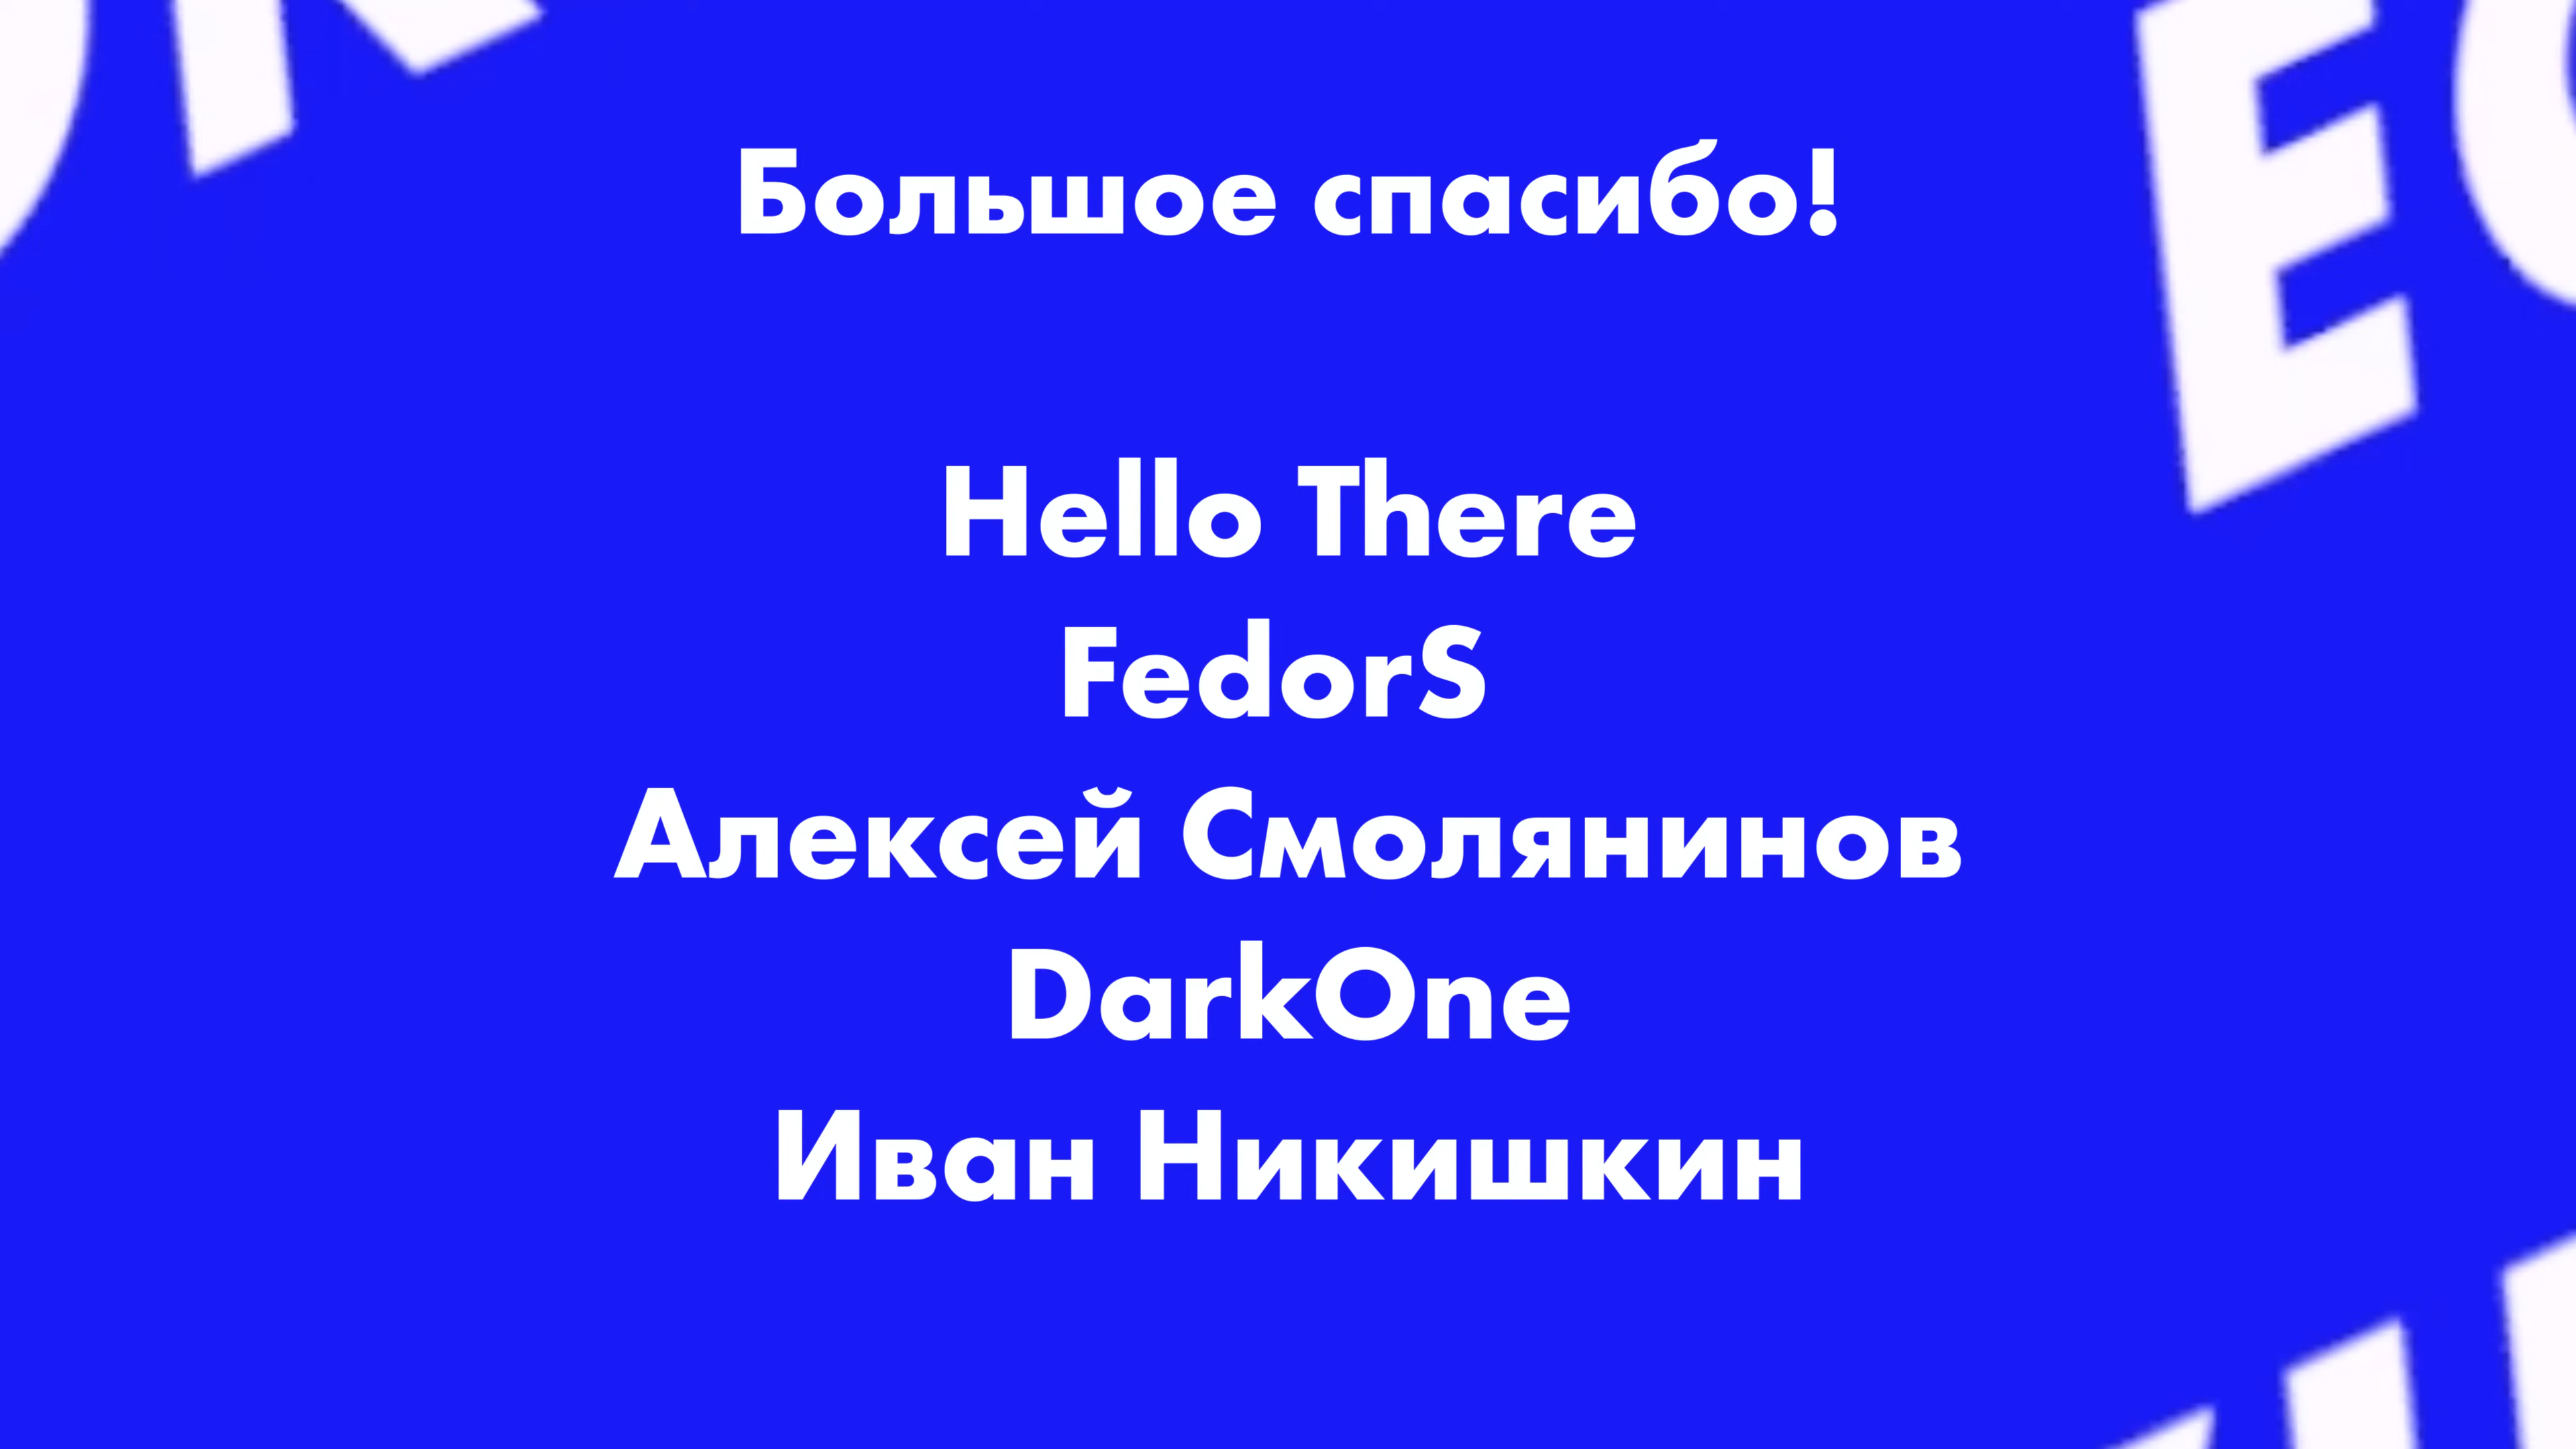 Большое спасибо!
Hello There
FedorS
Алексей Смолянинов
DarkOne
Иван Никишкин